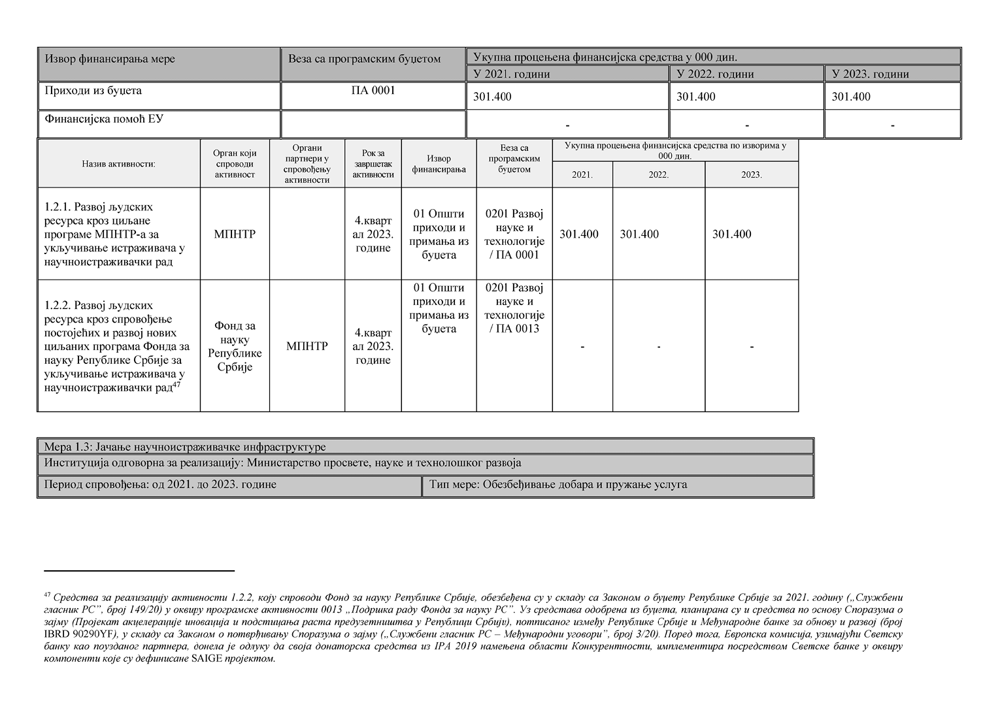 Извор финансирања мере
Веза са програмским буџетом
Укупна процењена финансијска средства у 000 дин.
У 2021. години
У 2022. години
У 2023. години
Приходи из буџета
ПА 0001
301.400
301.400
301.400
Финансијска помоћ ЕУ
-
-
-
Назив активности:
Орган који
спроводи
активност
Органи
партнери у
спровођењу
активности
Рок за
завршетак
активности
Извор
финансирања
Веза са
програмским
буџетом
Укупна процењена финансијска средства по изворима у
000 дин.
2021.
2022.
2023.
1.2.1. Развој људских
ресурса кроз циљане
програме МПНТР-а за
укључивање истраживача у
научноистраживачки рад
МПНТР
4.кварт
ал 2023.
године
01 Општи
приходи и
примања из
буџета
0201 Развој
науке и
технологије
/ ПА 0001
301.400
301.400
301.400
1.2.2. Развој људских
ресурса кроз спровођење
постојећих и развој нових
циљаних програма Фонда за
науку Републике Србије за
укључивање истраживача у
научноистраживачки рад47
Фонд за
науку
Републике
Србије
МПНТР
4.кварт
ал 2023.
године
01 Општи
приходи и
примања из
буџета
0201 Развој
науке и
технологије
/ ПА 0013
-
-
-
Мера 1.3: Јачање научноистраживачке инфраструктуре
Институција одговорна за реализацију: Министарство просвете, науке и технолошког развоја
Период спровођења: од 2021. до 2023. године
Тип мере: Обезбеђивање добара и пружање услуга
47 Средства за реализацију активности 1.2.2, коју спроводи Фонд за науку Републике Србије, обезбеђена су у складу са Законом о буџету Републике Србије за 2021. годину („Службени
гласник РС”, број 149/20) у оквиру програмске активности 0013 „Подршка раду Фонда за науку РС”. Уз средстава одобрена из буџета, планирана су и средства по основу Споразума о
зајму (Пројекат акцелерације иновација и подстицања раста предузетништва у Републици Србији), потписаног између Републике Србије и Међународне банке за обнову и развој (број
IBRD 90290YF), у складу са Законом о потврђивању Споразума о зајму („Службени гласник РС – Међународни уговори”, број 3/20). Поред тога, Европска комисија, узимајући Светску
банку као поузданог партнера, донела је одлуку да своја донаторска средства из IPA 2019 намењена области Конкурентности, имплементира посредством Светске банке у оквиру
компоненти које су дефинисане SAIGE пројектом.